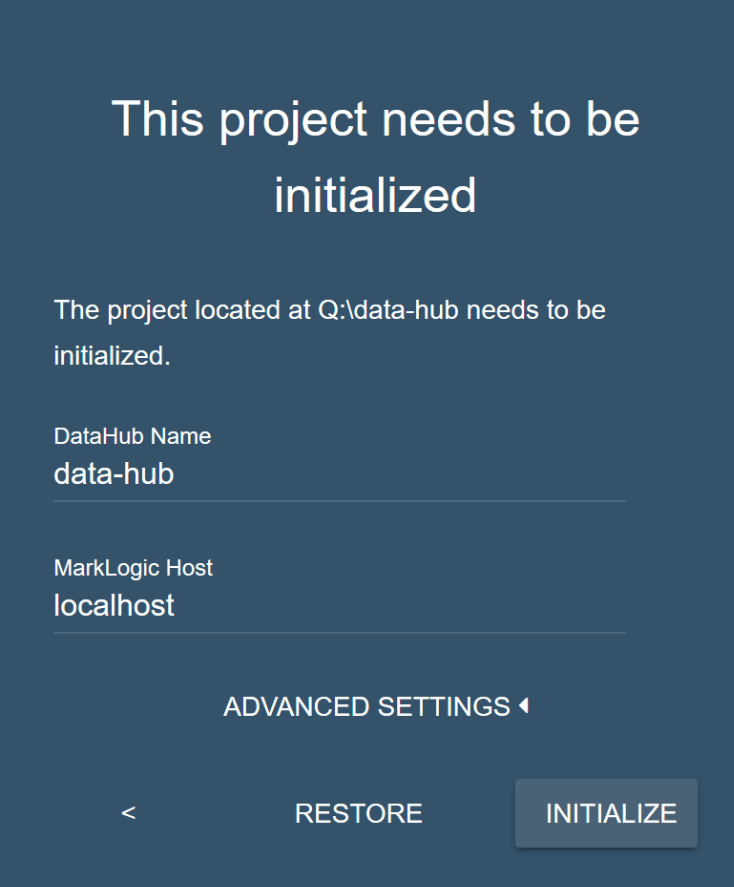 This project needs to be
initialized
The project located at Q:\data-hub needs to be
initialized.
DataHub Name
data-hub
MarkLogic Host
localhost
ADVANCED SETTINGS
< RESTORE INITIALIZE